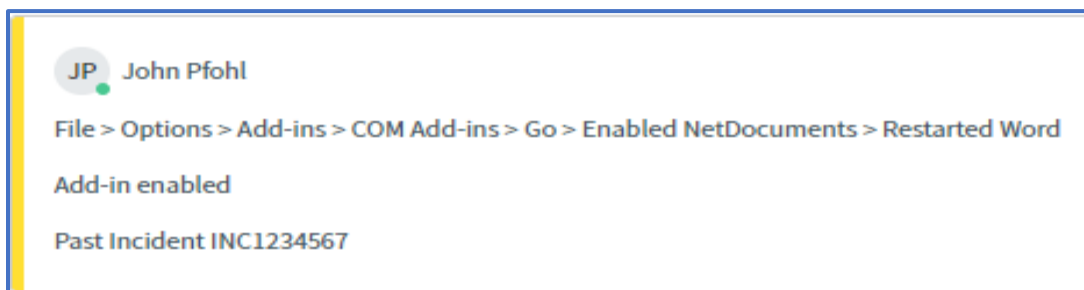 JP John Pfohl
File > Options > Add-ins > COM Add-ins > Go > Enabled NetDocuments > Restarted Word
Add-in enabled
Past Incident INC1234567